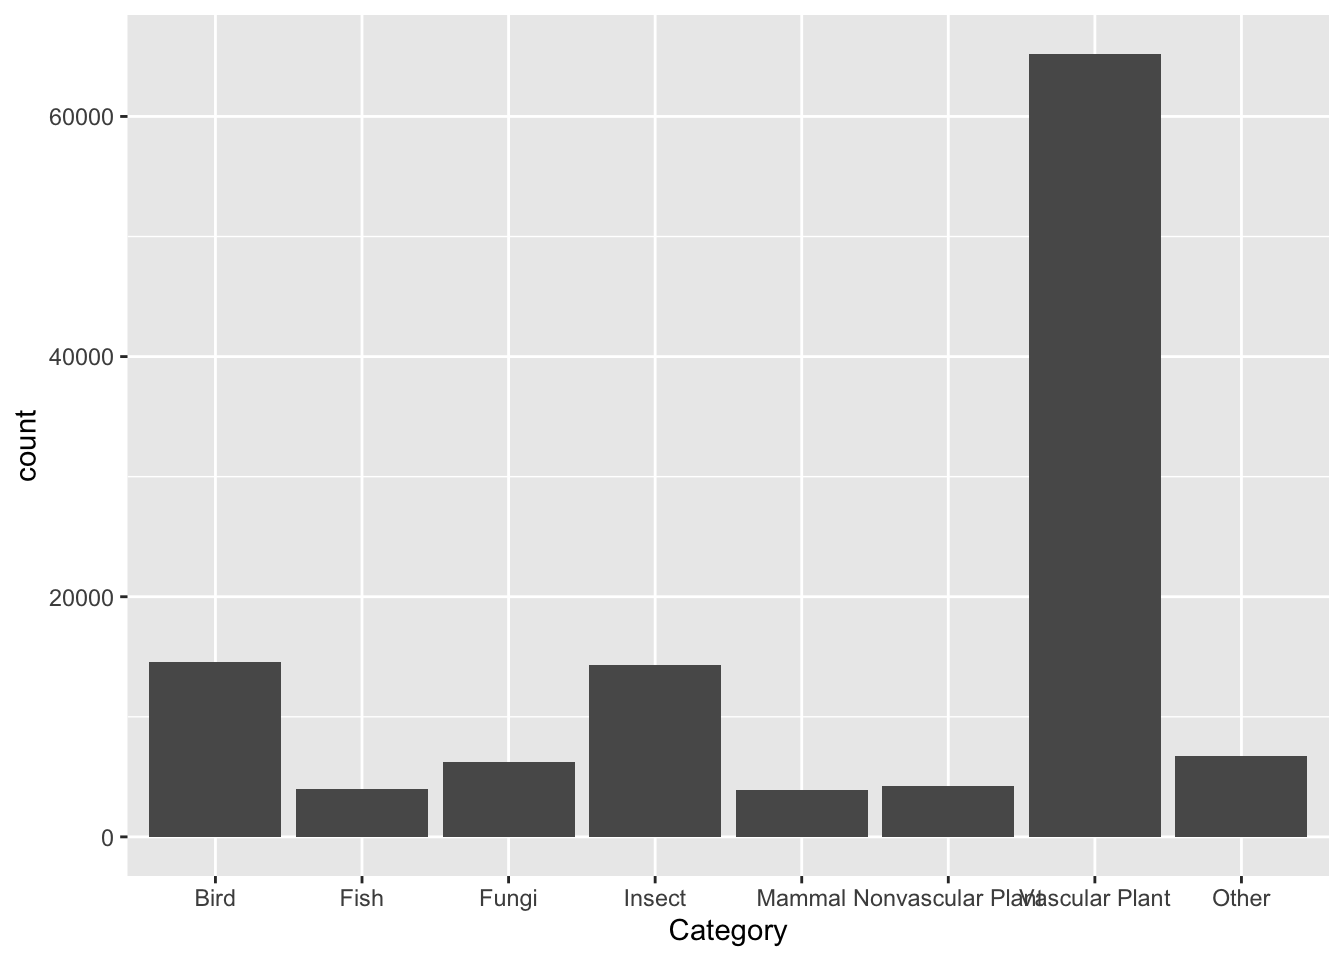 60000
40000
20000
0
count
Bird Fish Fungi Insect Mammal Nonvascular Plant Vascular Plant Other
Category